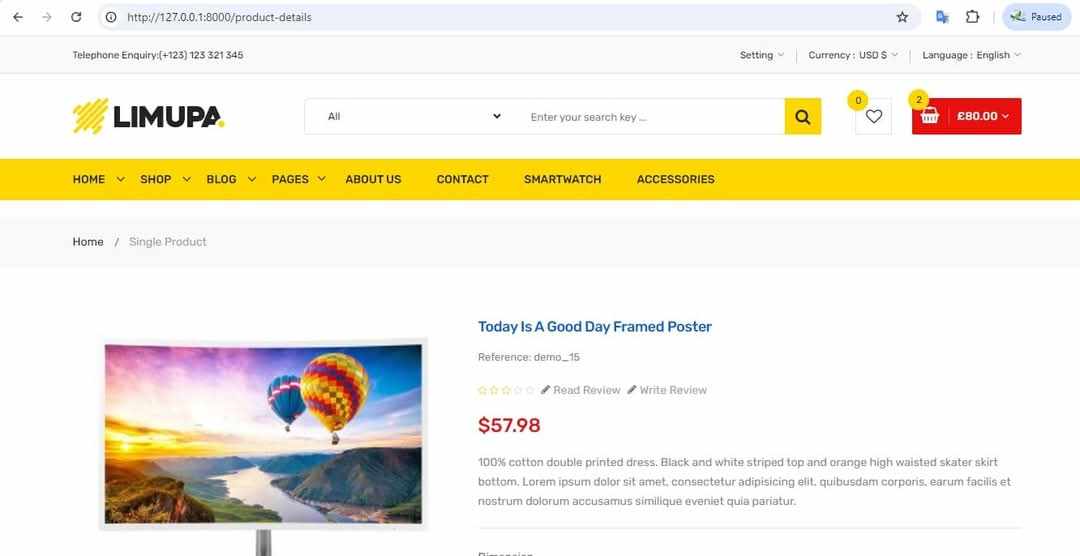 http://127.0.0.1:8000/product-details
Paused
Telephone Enquiry:(+123) 123 321 345
Setting
Currency : USD $
Language : English
LIMUPA.
All
Enter your search key ...
0
2
£80.00
HOME SHOP BLOG PAGES ABOUT US CONTACT SMARTWATCH ACCESSORIES
Home / Single Product
Today Is A Good Day Framed Poster
Reference: demo_15
Read Review Write Review
$57.98
100% cotton double printed dress. Black and white striped top and orange high waisted skater skirt
bottom. Lorem ipsum dolor sit amet, consectetur adipisicing elit. quibusdam corporis, earum facilis et
nostrum dolorum accusamus similique eveniet quia pariatur.
Dimension